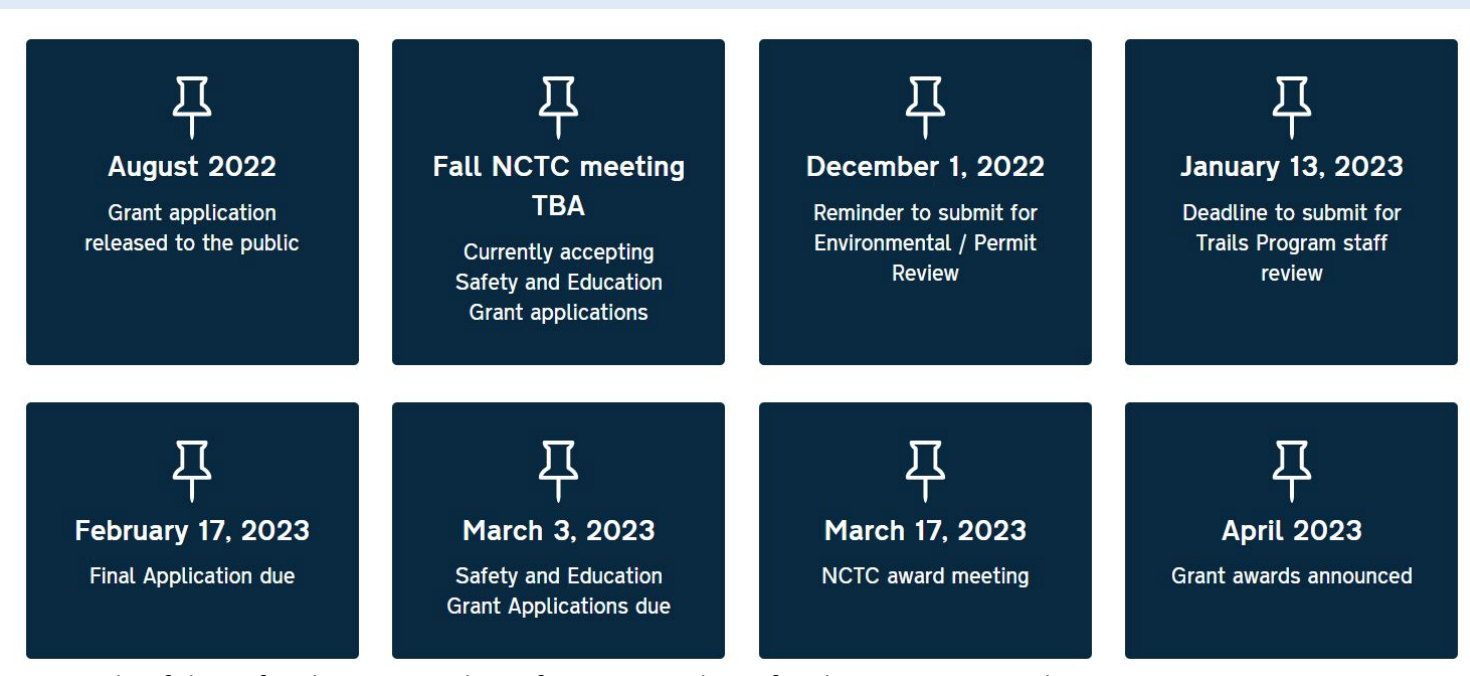 August 2022
Grant application
released to the public
Fall NCTC meeting
TBA
Currently accepting
Safety and Education
Grant applications
December 1, 2022
Reminder to submit for
Environmental / Permit
Review
January 13, 2023
Deadline to submit for
Trails Program staff
review
February 17, 2023
Final Application due
March 3, 2023
Safety and Education
Grant Applications due
March 17, 2023
NCTC award meeting
April 2023
Grant awards announced